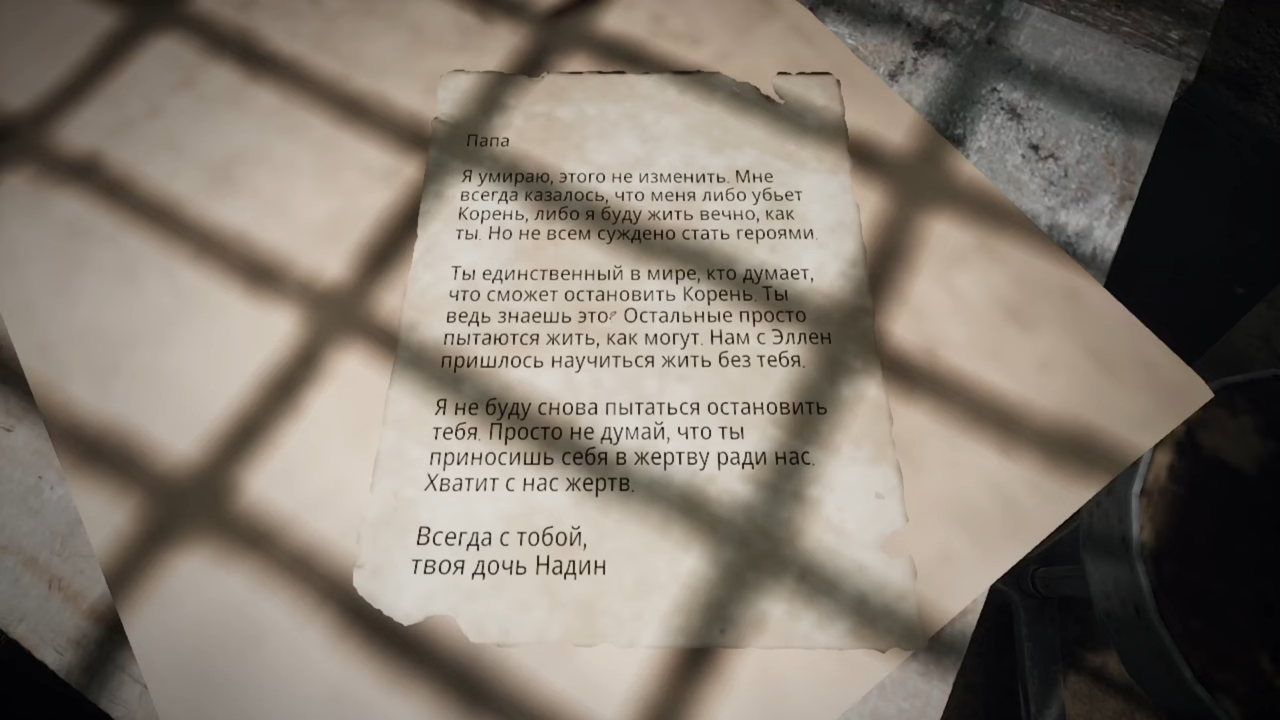 Папа
Я умираю, этого не изменить. Мне
всегда казалось, что меня либо убьет
Корень, либо я буду жить вечно, как
ты. Но не всем суждено стать героями.
Ты единственный в мире, кто думает,
что сможет остановить Корень. Ты
ведь знаешь это? Остальные просто
пытаются жить, как могут. Нам с Эллен
пришлось научиться жить без тебя.
Я не буду снова пытаться остановить
тебя. Просто не думай, что ты
приносишь себя в жертву ради нас.
Хватит с нас жертв.
Всегда с тобой,
твоя дочь Надин